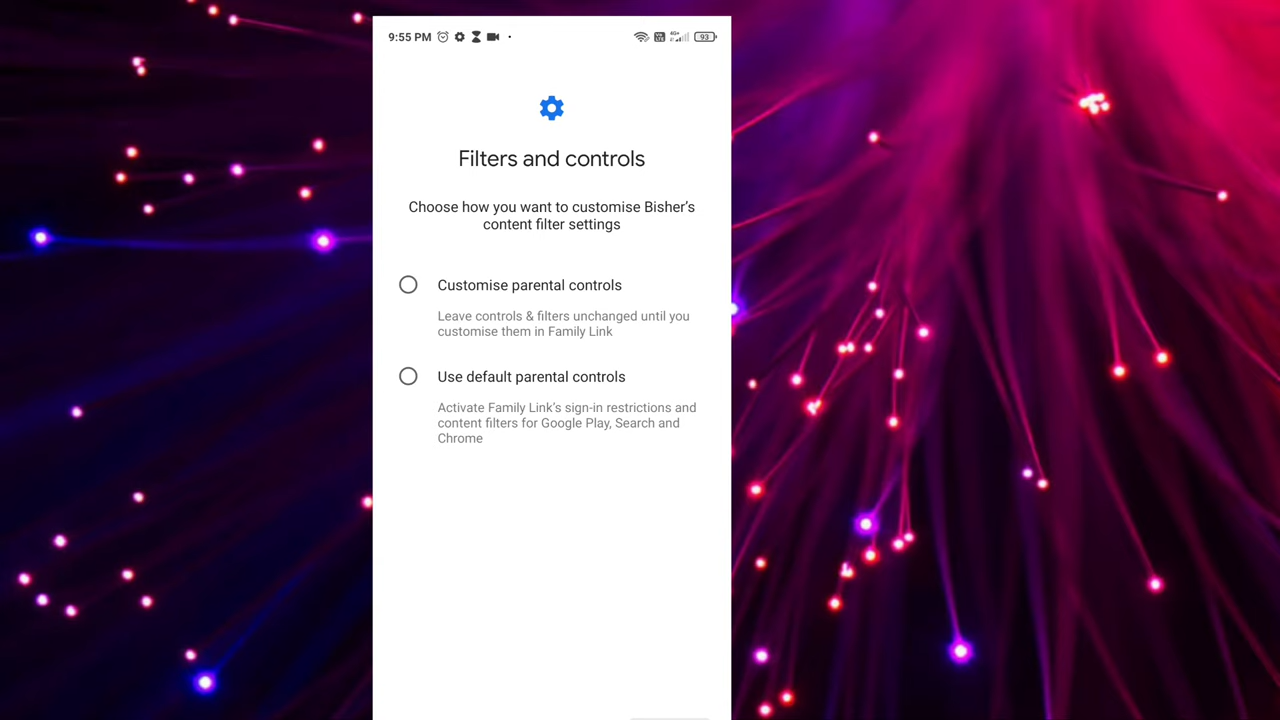 9:55 PM
93
Filters and controls
Choose how you want to customise Bisher's
content filter settings
Customise parental controls
Leave controls & filters unchanged until you
customise them in Family Link
Use default parental controls
Activate Family Link's sign-in restrictions and
content filters for Google Play, Search and
Chrome